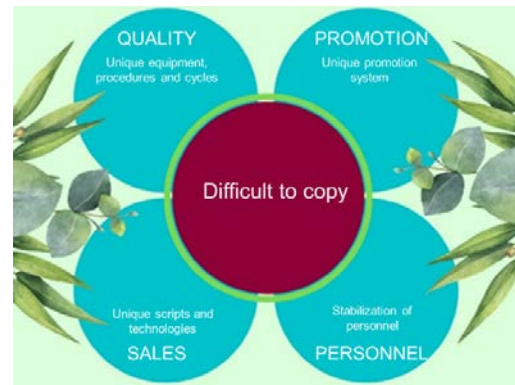 QUALITY
Unique equipment,
procedures and cycles
PROMOTION
Unique promotion
system
Difficult to copy
Unique scripts and
technologies
SALES
Stabilization of
personnel
PERSONNEL